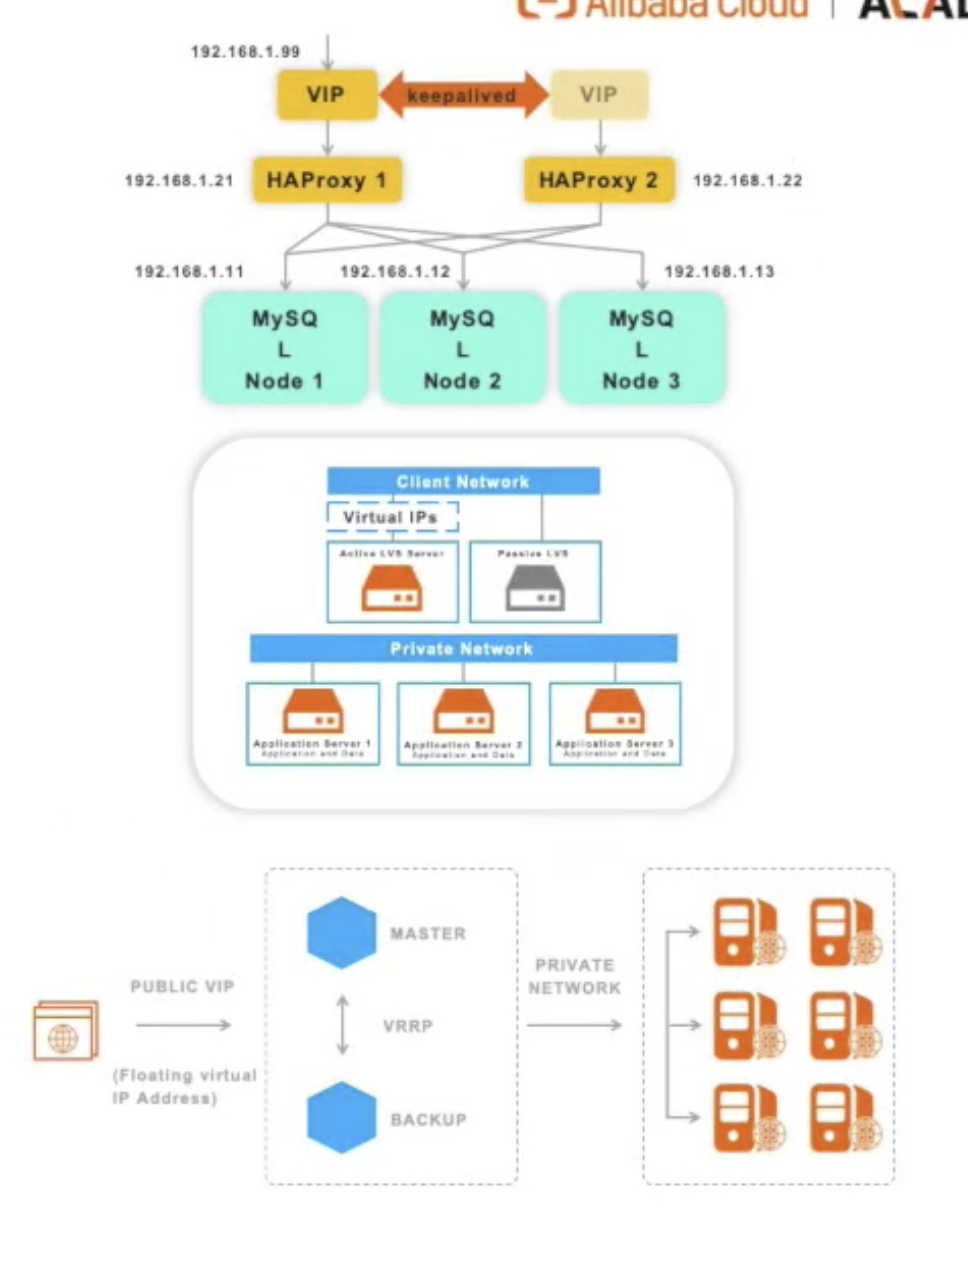 Alibaba Cloud
192.168.1.99
VIP
keepalived
VIP
192.168.1.21
HAProxy 1
HAProxy 2
192.168.1.22
192.168.1.11
192.168.1.12
192.168.1.13
MySQ
L
Node 1
MySQ
L
Node 2
MySQ
L
Node 3
Client Network
Virtual IPs
Active LVS Server
Passive LVS
Private Network
Application Server 1
Application and Data
Application Server 2
Application and Data
Application Server 3
Application and Data
MASTER
PUBLIC VIP
PRIVATE
NETWORK
VRRP
(Floating virtual
IP Address)
BACKUP